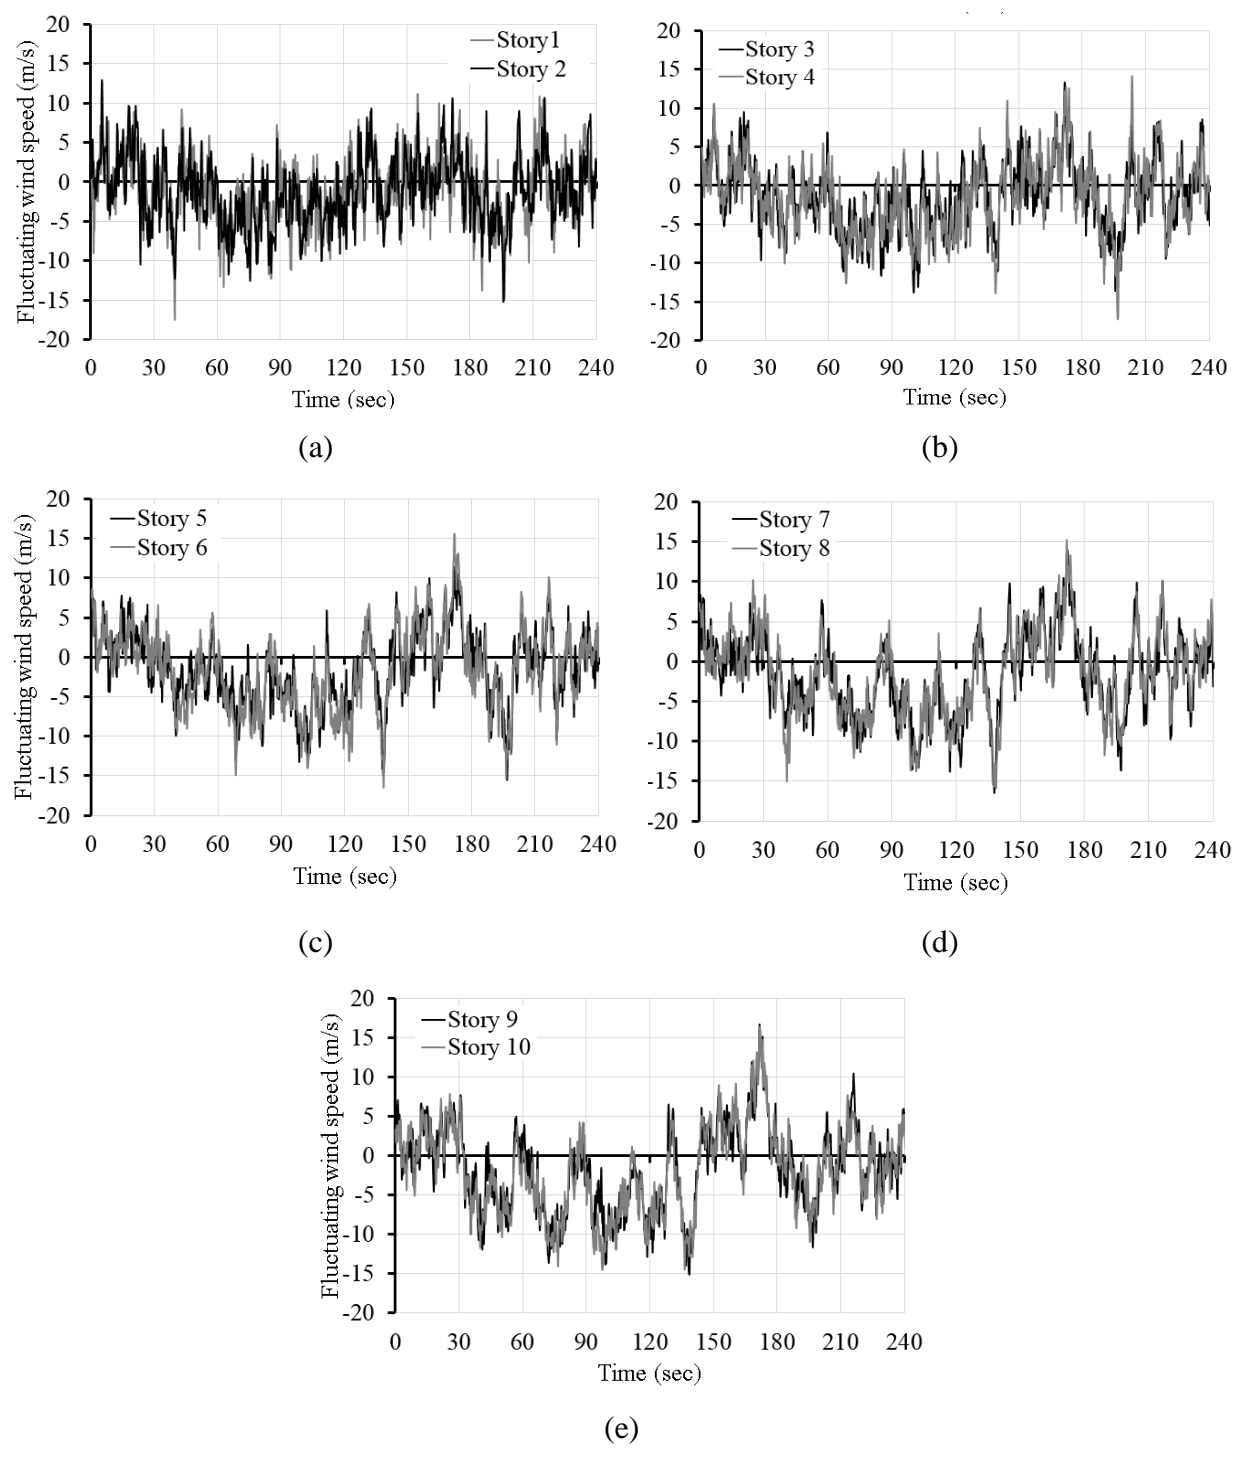 20
15
10
5
0
-5
-10
-15
-20
Fluctuating wind speed (m/s)
Story1
Story 2
0 30 60 90 120 150 180 210 240
Time (sec)
(a)
20
15
10
5
0
-5
-10
-15
-20
Story 3
Story 4
0 30 60 90 120 150 180 210 240
Time (sec)
(b)
20
15
10
5
0
-5
-10
-15
-20
Fluctuating wind speed (m/s)
Story 5
Story 6
0 30 60 90 120 150 180 210 240
Time (sec)
(c)
20
15
10
5
0
-5
-10
-15
-20
Story 7
Story 8
0 30 60 90 120 150 180 210 240
Time (sec)
(d)
20
15
10
5
0
-5
-10
-15
-20
Fluctuating wind speed (m/s)
Story 9
Story 10
0 30 60 90 120 150 180 210 240
Time (sec)
(e)